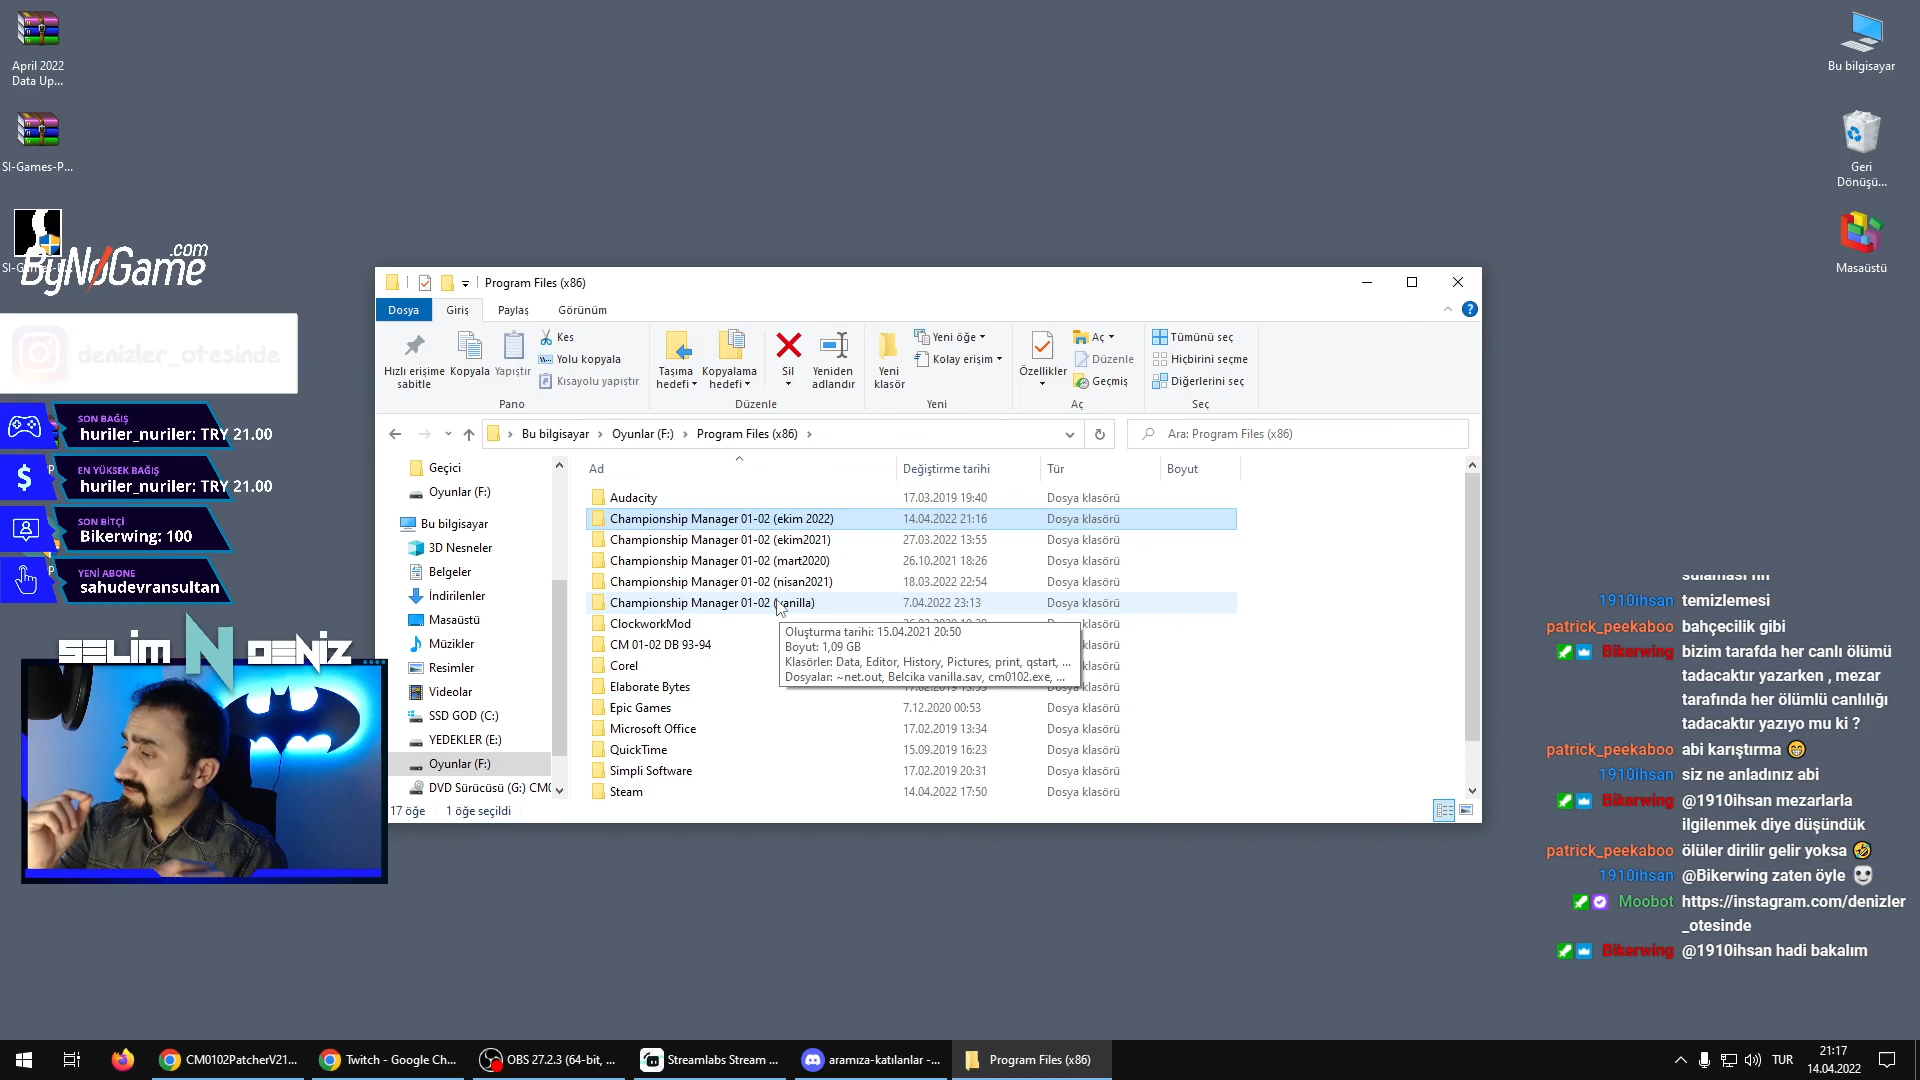 April 2022
Data Up...
SI-Games-P...
ByNoGame
.com
denizler_otesinde
SON BAĞIŞ
huriler_nuriler: TRY 21.00
EN YÜKSEK BAĞIŞ
huriler_nuriler: TRY 21.00
SON BİTÇİ
Bikerwing: 100
YENİ ABONE
sahudevransultan
SELİM N DENİZ
Bu bilgisayar
Geri
Dönüşü...
Masaüstü
Program Files (x86)
Dosya
Giriş
Paylaş
Görünüm
Hızlı erişime
sabitle
Kopyala
Yapıştır
Kes
Yolu kopyala
Kısayolu yapıştır
Pano
Taşıma
hedefi
Kopyalama
hedefi
Sil
Yeniden
adlandır
Düzenle
Yeni
klasör
Yeni öğe
Kolay erişim
Yeni
Özellikler
Aç
Düzenle
Geçmiş
Aç
Tümünü seç
Hiçbirini seçme
Diğerlerini seç
Seç
Bu bilgisayar > Oyunlar (F:) > Program Files (x86) >
Ara: Program Files (x86)
Geçici
Oyunlar (F:)
Bu bilgisayar
3D Nesneler
Belgeler
İndirilenler
Masaüstü
Müzikler
Resimler
Videolar
SSD GOD (C:)
YEDEKLER (E:)
Oyunlar (F:)
DVD Sürücüsü (G:) CM0
Ad Değiştirme tarihi Tür Boyut
Audacity 17.03.2019 19:40 Dosya klasörü
Championship Manager 01-02 (ekim 2022) 14.04.2022 21:16 Dosya klasörü
Championship Manager 01-02 (ekim2021) 27.03.2022 13:55 Dosya klasörü
Championship Manager 01-02 (mart2020) 26.10.2021 18:26 Dosya klasörü
Championship Manager 01-02 (nisan2021) 18.03.2022 22:54 Dosya klasörü
Championship Manager 01-02 (vanilla) 7.04.2022 23:13 Dosya klasörü
ClockworkMod klasörü
CM 01-02 DB 93-94 klasörü
Corel klasörü
Elaborate Bytes klasörü
Epic Games 7.12.2020 00:53 Dosya klasörü
Microsoft Office 17.02.2019 13:34 Dosya klasörü
QuickTime 15.09.2019 16:23 Dosya klasörü
Simpli Software 17.02.2019 20:31 Dosya klasörü
Steam 14.04.2022 17:50 Dosya klasörü
Oluşturma tarihi: 15.04.2021 20:50
Boyut: 1,09 GB
Klasörler: Data, Editor, History, Pictures, print, qstart, ...
Dosyalar: ~net.out, Belcika vanilla.sav, cm0102.exe, ...
17 öğe 1 öğe seçildi
1910ihsan temizlemesi
patrick_peekaboo bahçecilik gibi
Bikerwing bizim tarafda her canlı ölümü
tadacaktır yazarken , mezar
tarafında her ölümlü canlılığı
tadacaktır yazıyo mu ki ?
patrick_peekaboo abi karıştırma 😁
1910ihsan siz ne anladınız abi
Bikerwing @1910ihsan mezarlarla
ilgilenmek diye düşündük
patrick_peekaboo ölüler dirilir gelir yoksa 🤣
1910ihsan @Bikerwing zaten öyle
Moobot https://instagram.com/denizler
_otesinde
Bikerwing @1910ihsan hadi bakalım
CM0102PatcherV21...
Twitch - Google Ch...
OBS 27.2.3 (64-bit, ...
Streamlabs Stream ...
aramıza-katılanlar -...
Program Files (x86)
TUR
21:17
14.04.2022